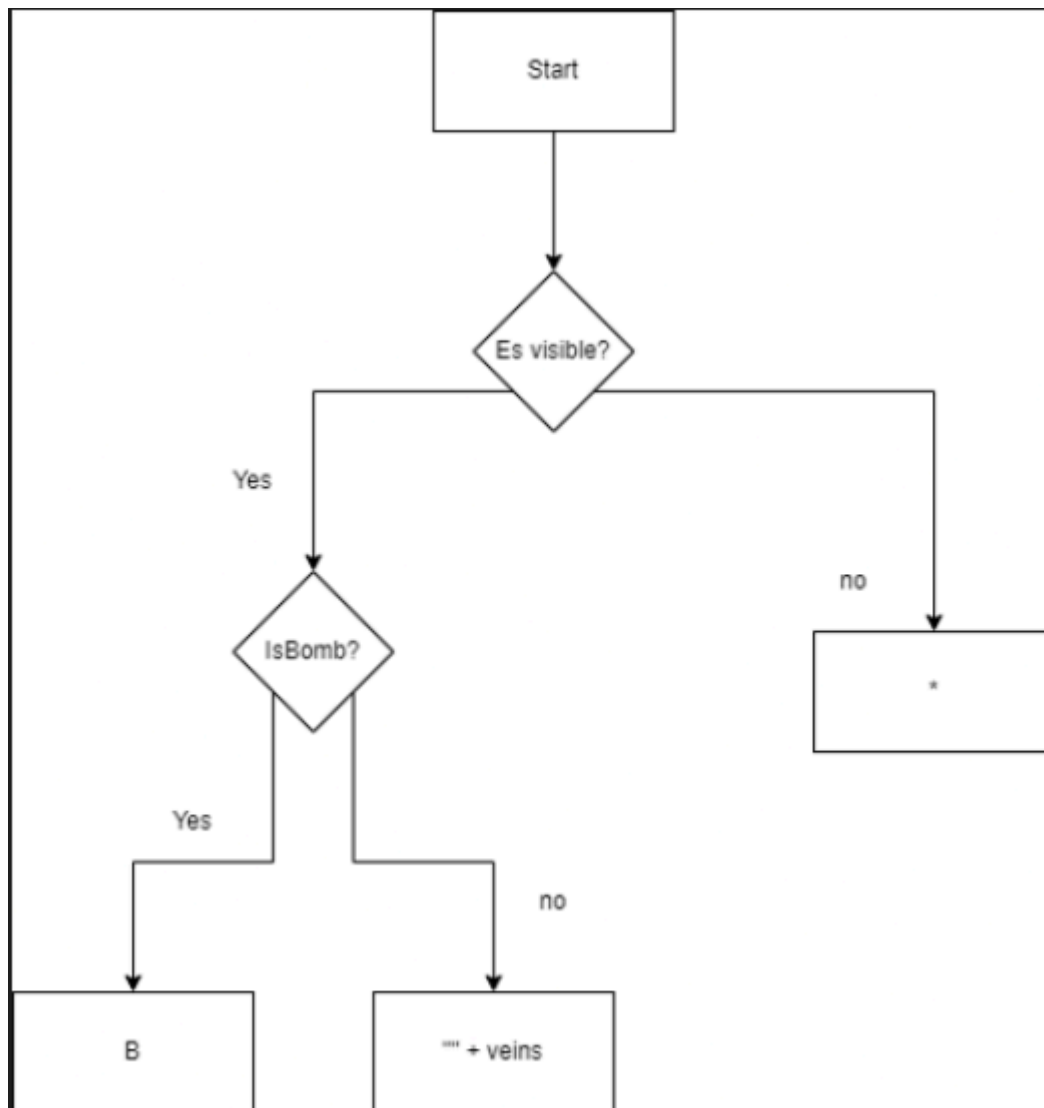 Start
Es visible?
Yes
no
IsBomb?
*
Yes
no
B
"" + veins